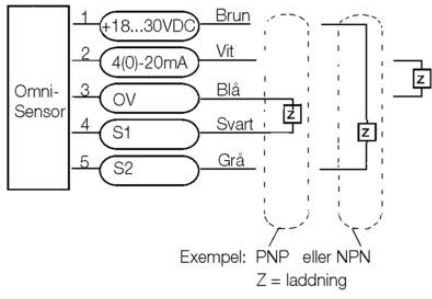 1 +18...30VDC Brun
2 4(0)-20mA Vit
Omni-
Sensor
3 OV Blå
4 S1 Svart
5 S2 Grå
Z
Z
Z
Exempel: PNP eller NPN
Z = laddning